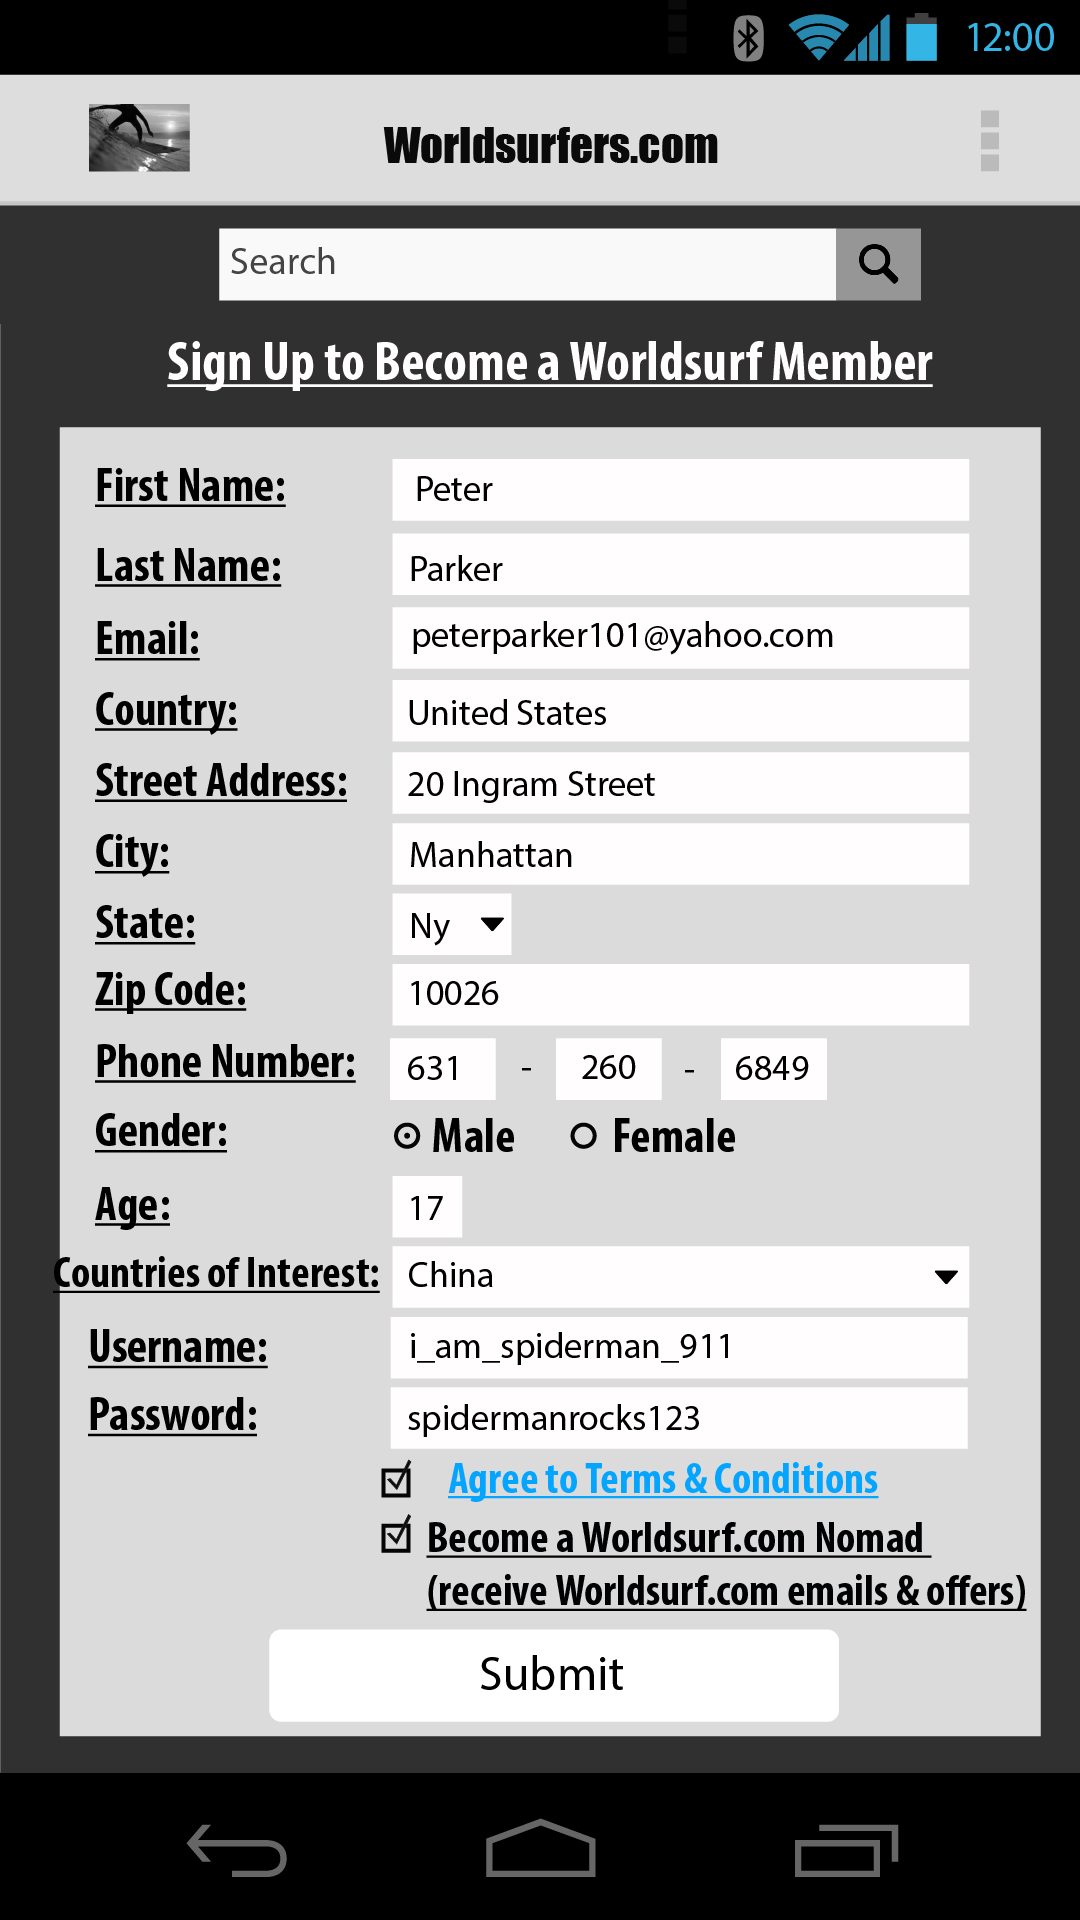 12:00
Worldsurfers.com
Search
Sign Up to Become a Worldsurf Member
First Name: Peter
Last Name: Parker
Email: peterparker101@yahoo.com
Country: United States
Street Address: 20 Ingram Street
City: Manhattan
State: Ny
Zip Code: 10026
Phone Number: 631 - 260 - 6849
Gender: Male Female
Age: 17
Countries of Interest: China
Username: i_am_spiderman_911
Password: spidermanrocks123
Agree to Terms & Conditions
Become a Worldsurf.com Nomad
(receive Worldsurf.com emails & offers)
Submit